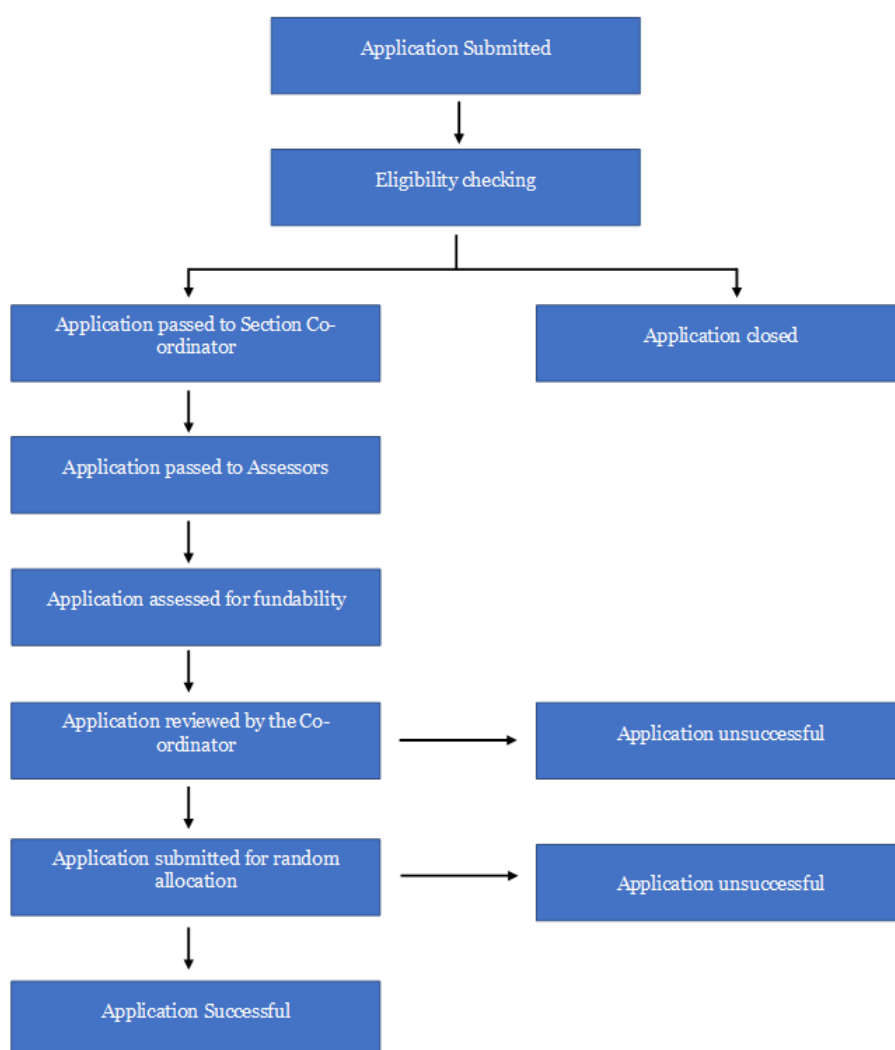 Application Submitted
Eligibility checking
Application passed to Section Co-
ordinator
Application closed
Application passed to Assessors
Application assessed for fundability
Application reviewed by the Co-
ordinator
Application unsuccessful
Application submitted for random
allocation
Application unsuccessful
Application Successful